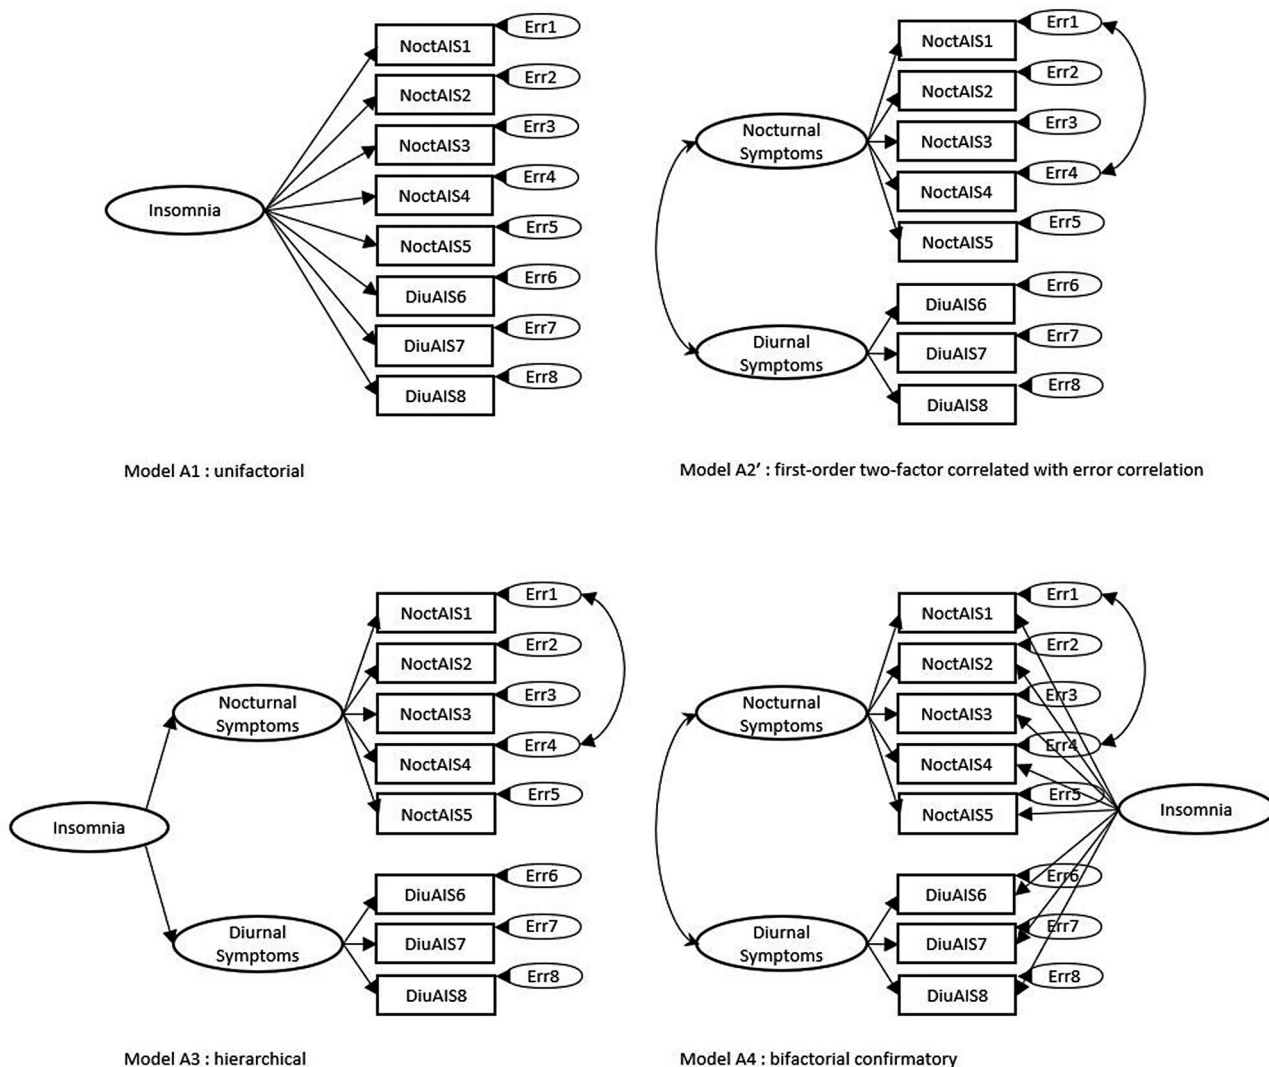 NoctAIS1
Err1
NoctAIS2
Err2
NoctAIS3
Err3
NoctAIS4
Err4
Insomnia
NoctAIS5
Err5
DiuAIS6
Err6
DiuAIS7
Err7
DiuAIS8
Err8
Model A1 : unifactorial
NoctAIS1
Err1
NoctAIS2
Err2
Nocturnal
Symptoms
NoctAIS3
Err3
NoctAIS4
Err4
NoctAIS5
Err5
DiuAIS6
Err6
Diurnal
Symptoms
DiuAIS7
Err7
DiuAIS8
Err8
Model A2’ : first-order two-factor correlated with error correlation
NoctAIS1
Err1
NoctAIS2
Err2
Nocturnal
Symptoms
NoctAIS3
Err3
NoctAIS4
Err4
NoctAIS5
Err5
Insomnia
DiuAIS6
Err6
Diurnal
Symptoms
DiuAIS7
Err7
DiuAIS8
Err8
Model A3 : hierarchical
NoctAIS1
Err1
NoctAIS2
Err2
Nocturnal
Symptoms
NoctAIS3
Err3
NoctAIS4
Err4
NoctAIS5
Err5
Insomnia
DiuAIS6
Err6
Diurnal
Symptoms
DiuAIS7
Err7
DiuAIS8
Err8
Model A4 : bifactorial confirmatory